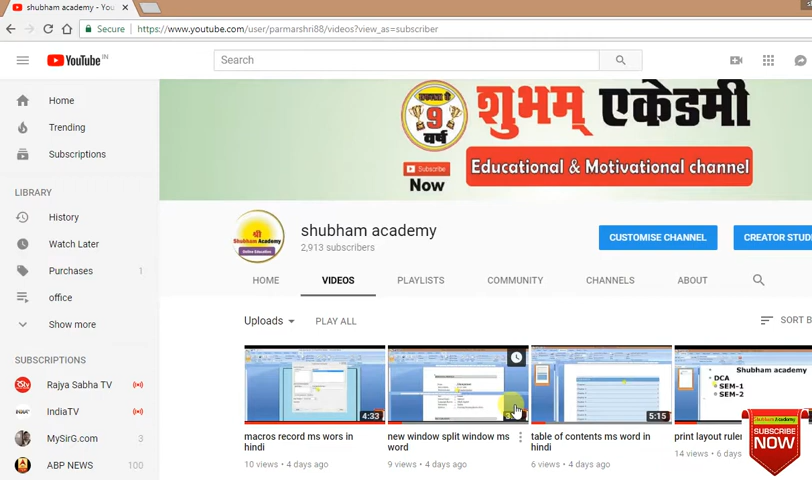 shubham academy - You
Secure
https://www.youtube.com/user/parmarshri88/videos?view_as=subscriber
YouTube IN
Search
Home
Trending
Subscriptions
LIBRARY
History
Watch Later
Purchases 1
office
Show more
SUBSCRIPTIONS
Rajya Sabha TV
IndiaTV
MySirG.com 3
ABP NEWS 100
9
वर्ष
शुभम् एकेडमी
Subscribe
Now
Educational & Motivational channel
श्री
Shubham Academy
shubham academy
2,913 subscribers
CUSTOMISE CHANNEL
CREATOR STUD
HOME
VIDEOS
PLAYLISTS
COMMUNITY
CHANNELS
ABOUT
Uploads
PLAY ALL
SORT B
4:33
5:15
Shubham academy
DCA
SEM-1
SEM-2
macros record ms wors in
hindi
10 views • 4 days ago
new window split window ms
word
9 views • 4 days ago
table of contents ms word in
hindi
6 views • 4 days ago
print layout ruler
14 views • 6 days
SUBSCRIBE
NOW